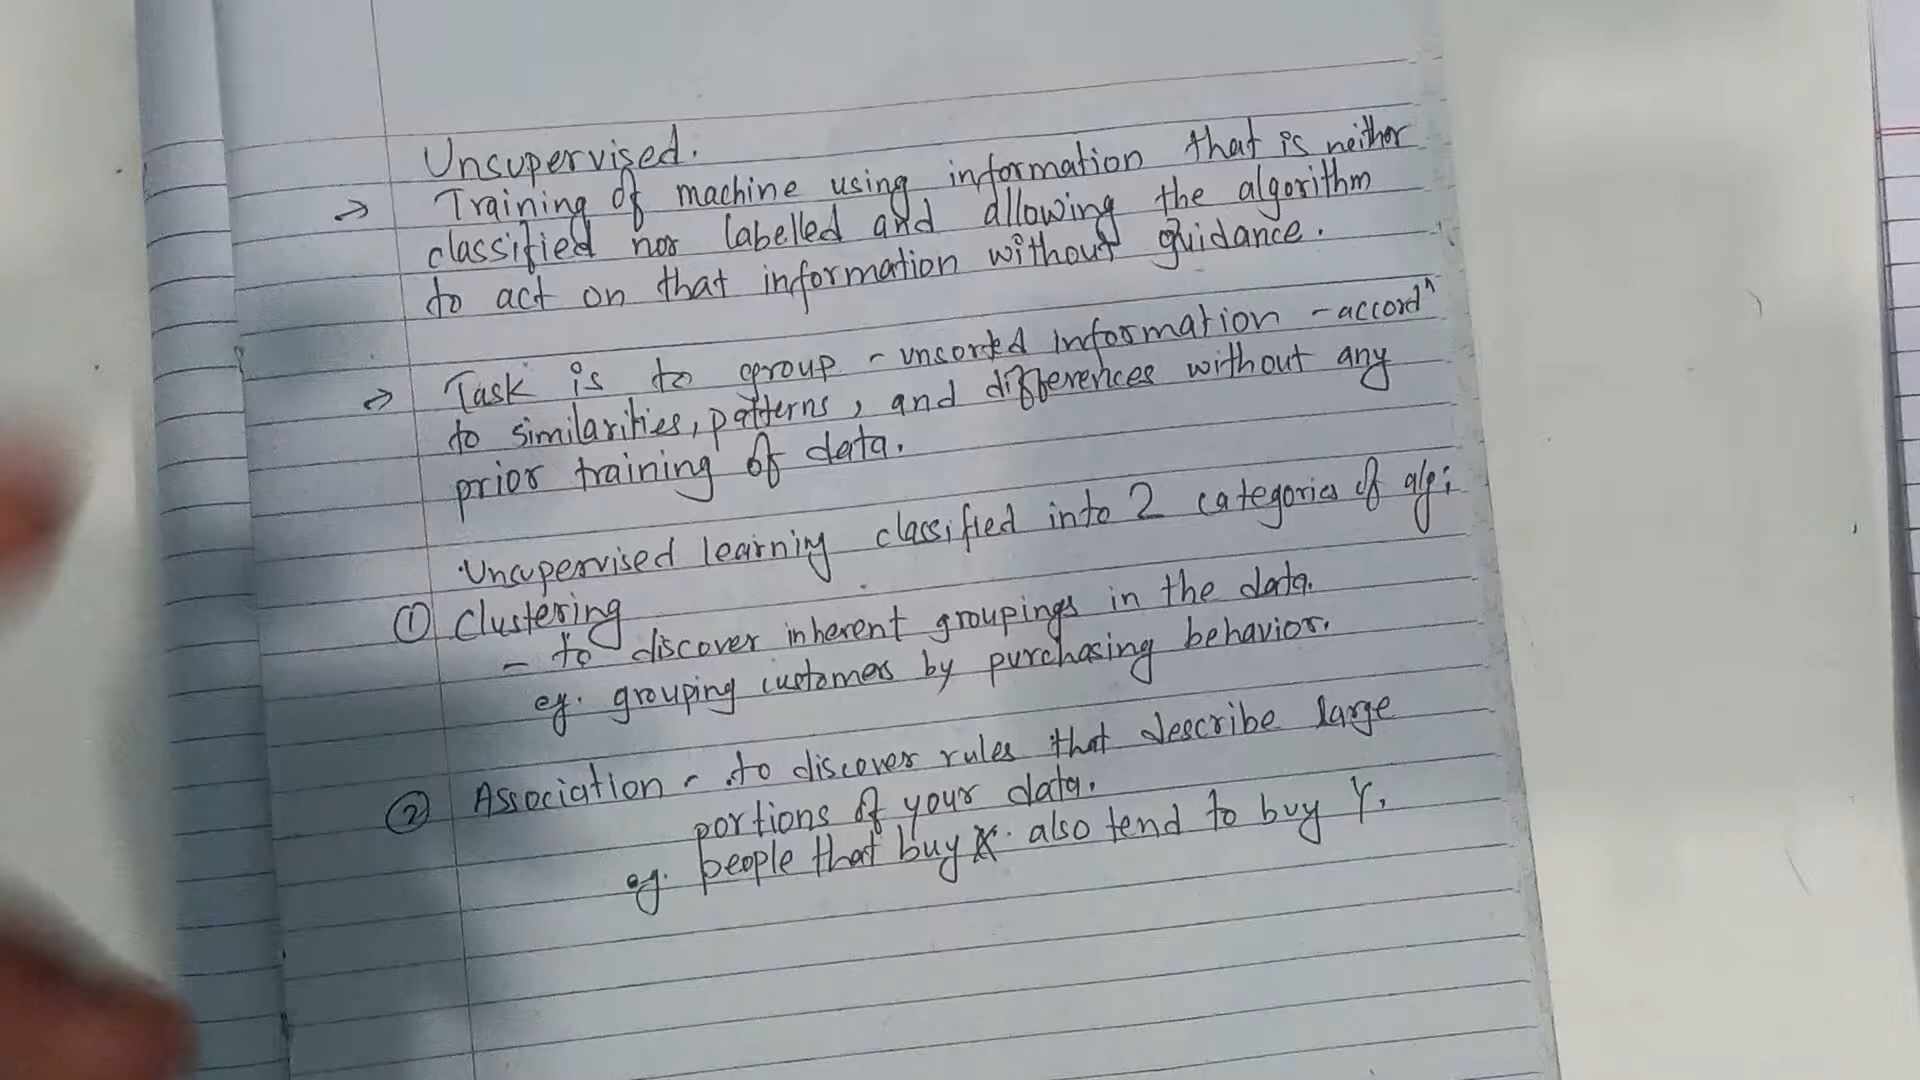 Unsupervised.
→ Training of machine using information that is neither
classified nor labelled and allowing the algorithm
to act on that information without guidance.
→ Task is to group - unsorted information - accordⁿ
to similarities, patterns, and differences without any
prior training of data.
Unsupervised learning classified into 2 categories of alg:
① Clustering
- to discover inherent groupings in the data.
eg. grouping customers by purchasing behavior.
② Association - to discover rules that describe large
portions of your data.
eg. people that buy X also tend to buy Y.